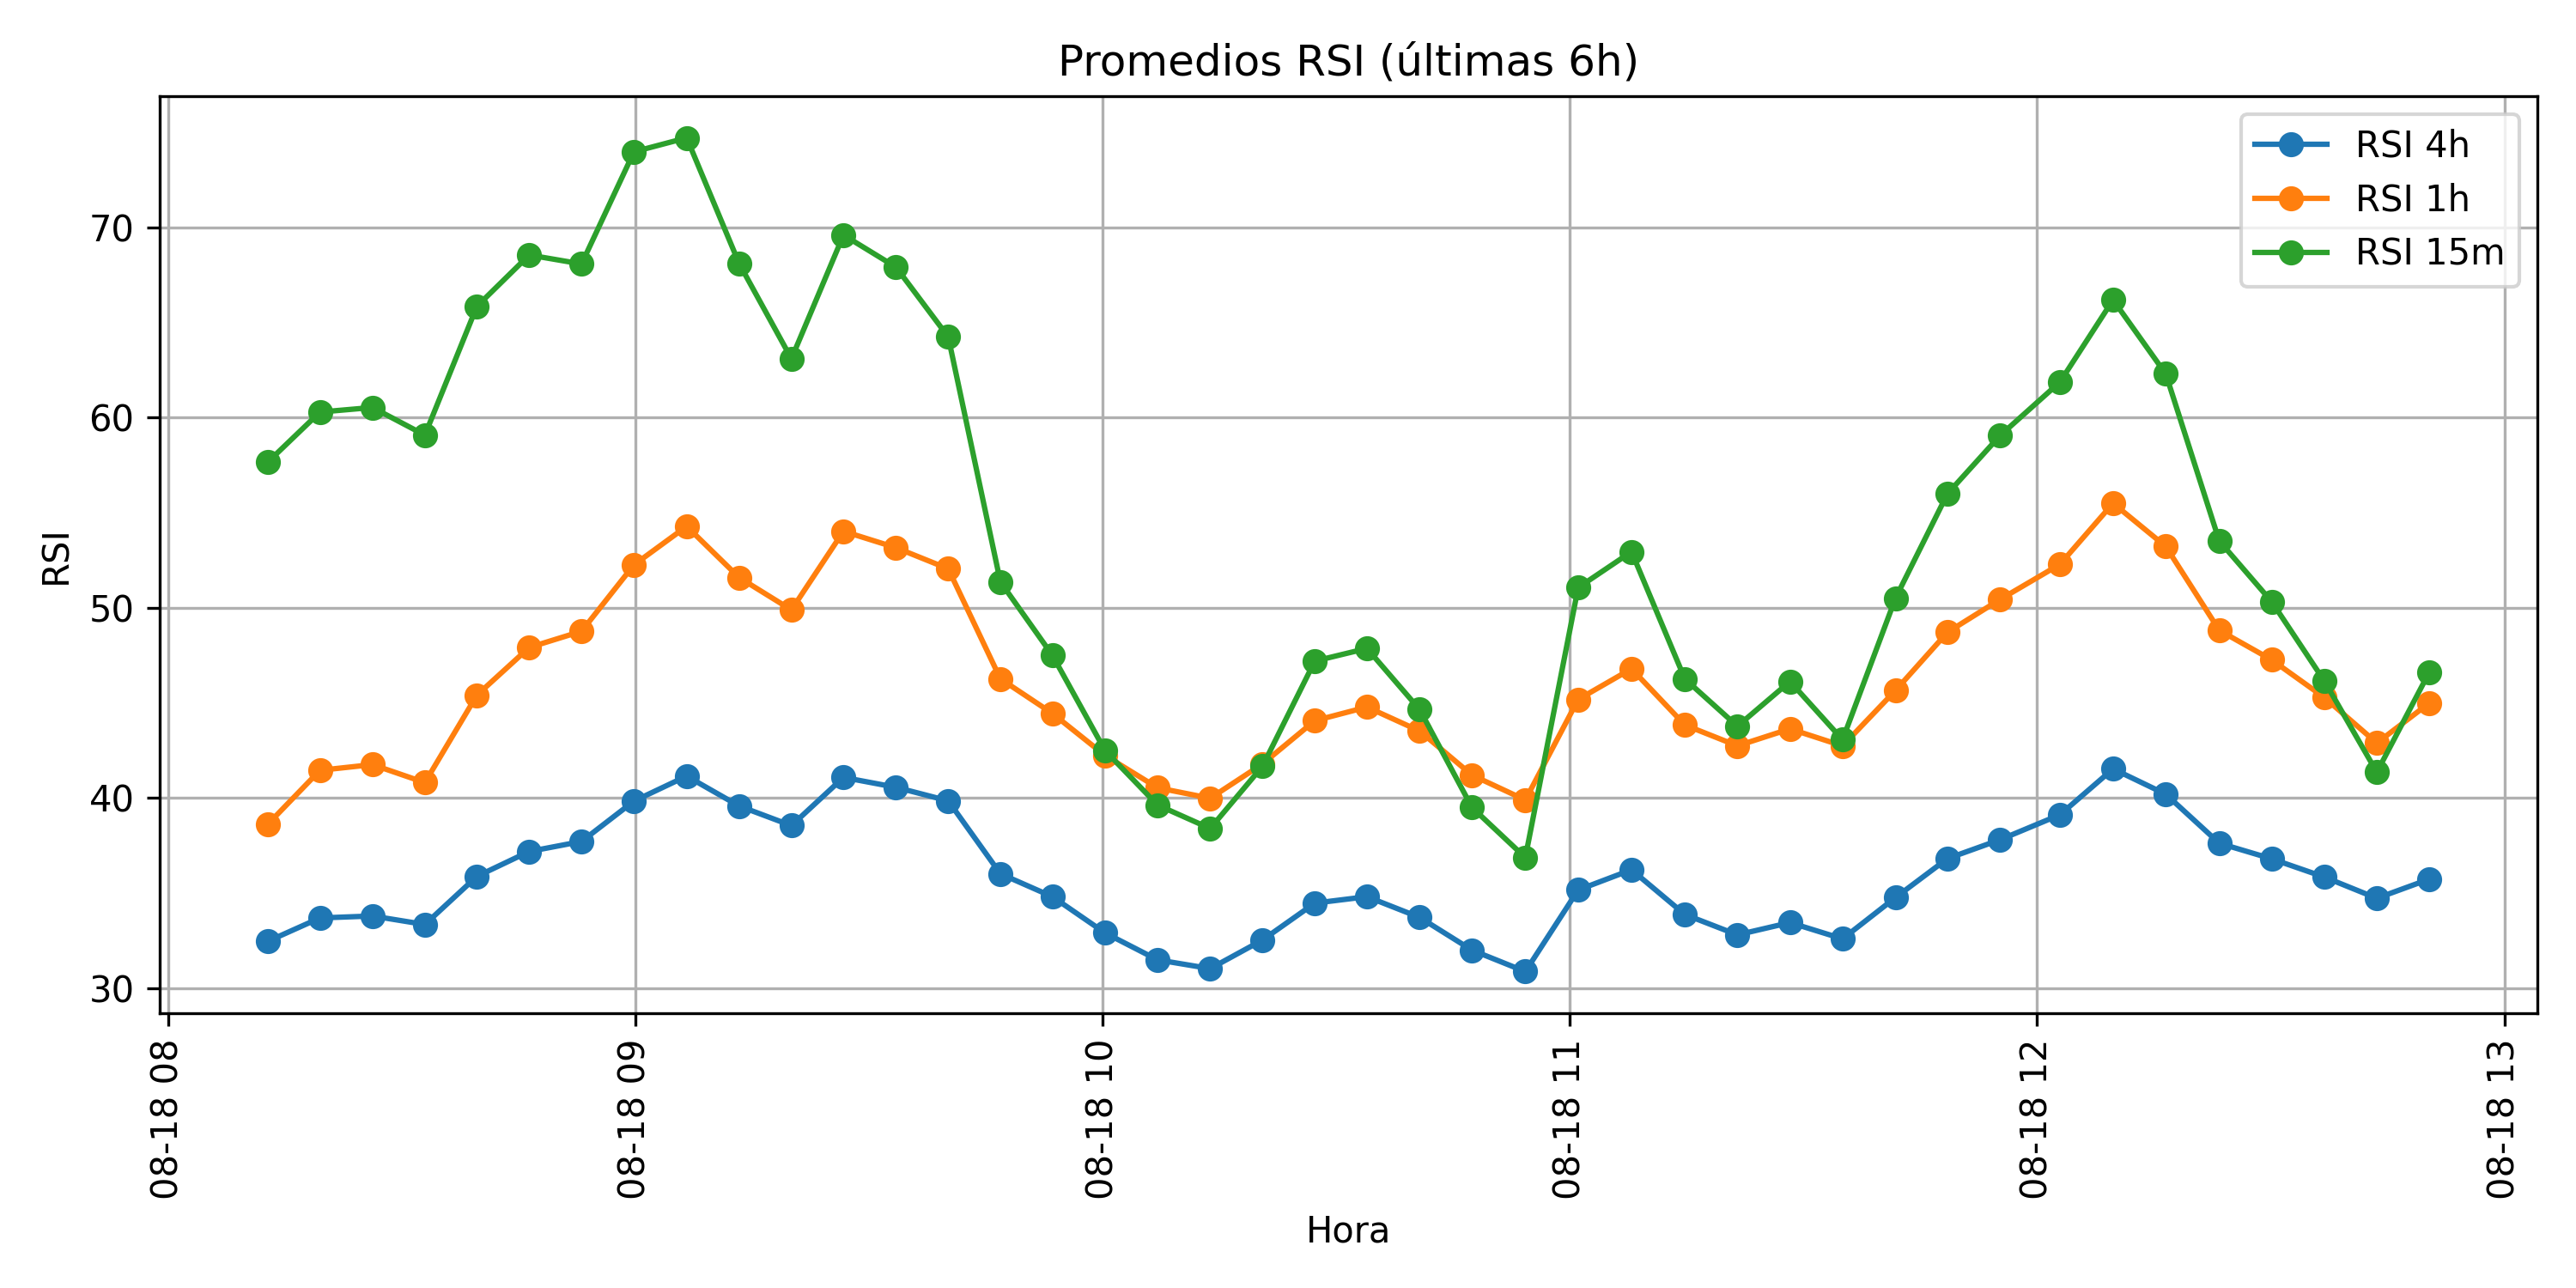 Promedios RSI (últimas 6h)
RSI 4h
RSI 1h
RSI 15m
RSI
70
60
50
40
30
08-18 08
08-18 09
08-18 10
08-18 11
08-18 12
08-18 13
Hora